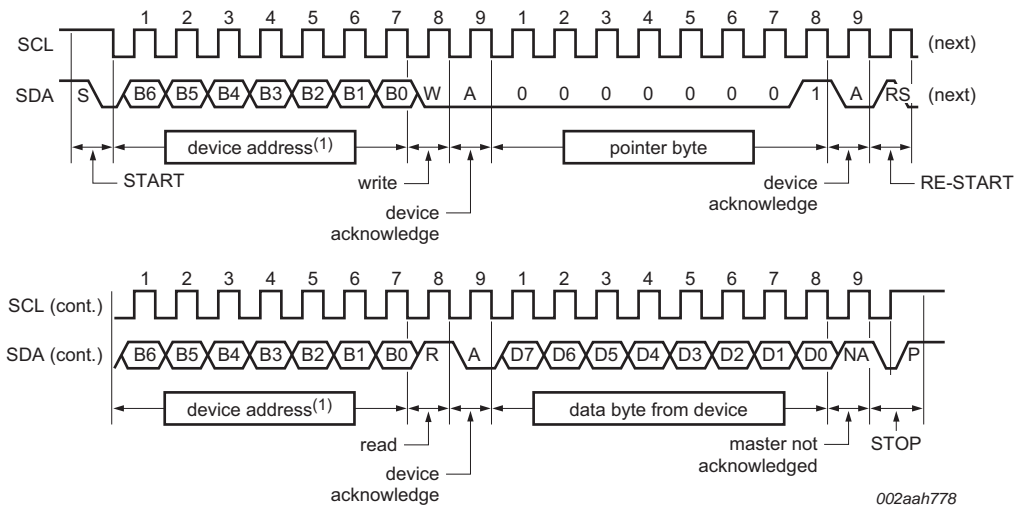 1 2 3 4 5 6 7 8 9 1 2 3 4 5 6 7 8 9
SCL (next)
SDA S B6 B5 B4 B3 B2 B1 B0 W A 0 0 0 0 0 0 0 1 A RS (next)
device address(1) pointer byte
START write device RE-START
device acknowledge
acknowledge
1 2 3 4 5 6 7 8 9 1 2 3 4 5 6 7 8 9
SCL (cont.)
SDA (cont.) B6 B5 B4 B3 B2 B1 B0 R A D7 D6 D5 D4 D3 D2 D1 D0 NA P
device address(1) data byte from device
read master not STOP
device acknowledged
acknowledge
002aah778